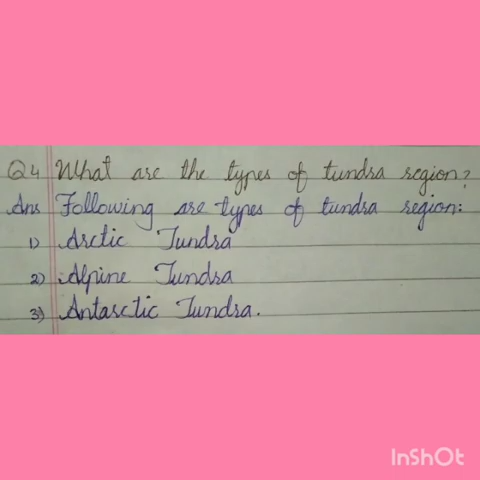 Q4 What are the types of tundra region?
Ans Following are types of tundra region:
1) Arctic Tundra
2) Alpine Tundra
3) Antarctic Tundra.
InShOt